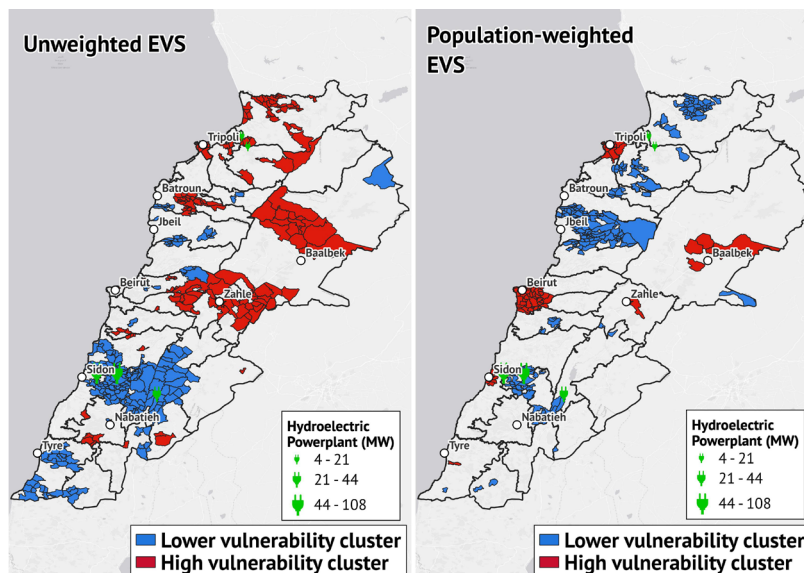 Unweighted EVS
Tripoli
Batroun
Jbeil
Baalbek
Beirut
Zahle
Sidon
Nabatieh
Tyre
Hydroelectric
Powerplant (MW)
4 - 21
21 - 44
44 - 108
Lower vulnerability cluster
High vulnerability cluster
Population-weighted
EVS
Tripoli
Batroun
Jbeil
Baalbek
Beirut
Zahle
Sidon
Nabatieh
Tyre
Hydroelectric
Powerplant (MW)
4 - 21
21 - 44
44 - 108
Lower vulnerability cluster
High vulnerability cluster